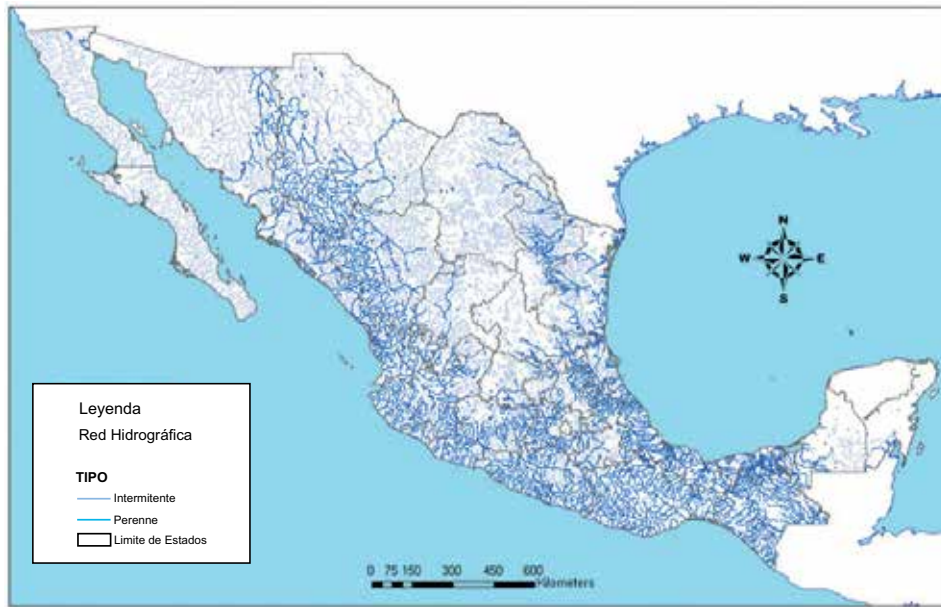 N
W E
S
Leyenda
Red Hidrográfica
TIPO
Intermitente
Perenne
Limite de Estados
0 75 150 300 450 600
Kilometers